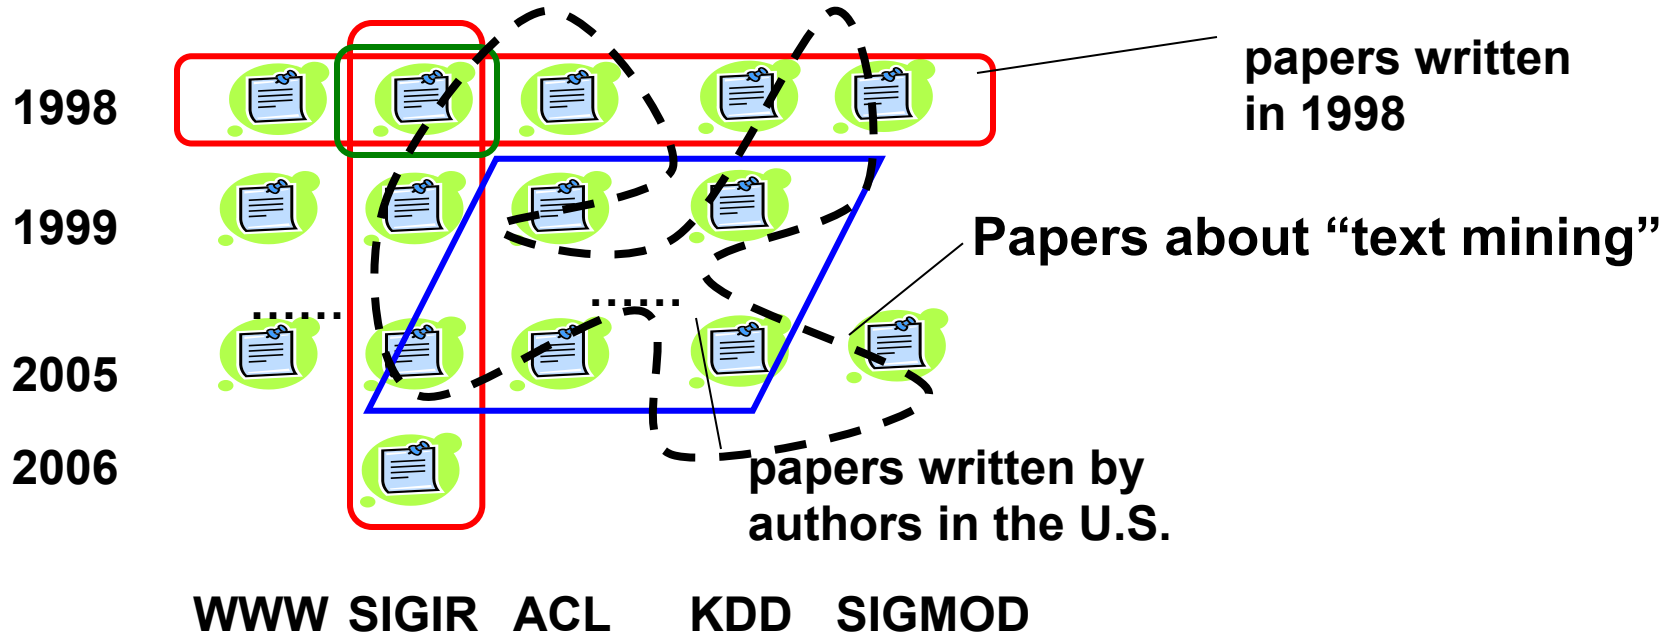 papers written
in 1998
1998
1999
Papers about “text mining”
......
......
2005
2006
papers written by
authors in the U.S.
WWW SIGIR ACL KDD SIGMOD